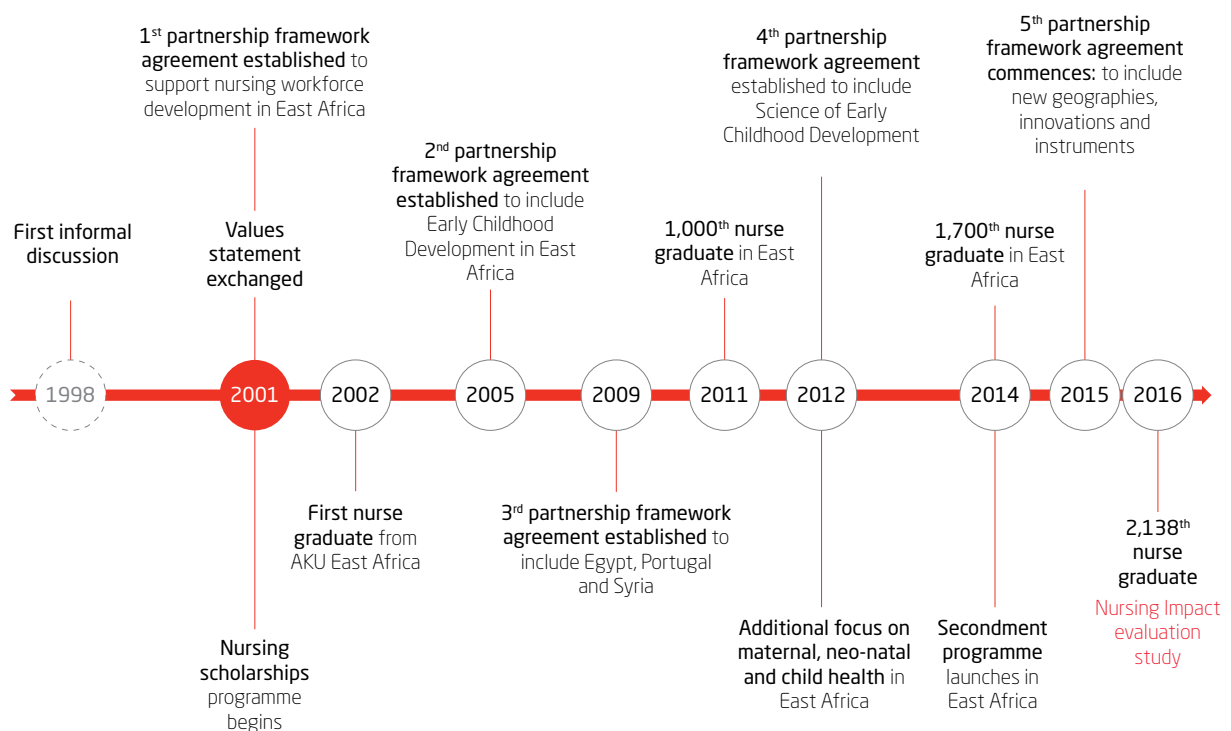 1st partnership framework
agreement established to
support nursing workforce
development in East Africa
4th partnership
framework agreement
established to include
Science of Early
Childhood Development
5th partnership
framework agreement
commences: to include
new geographies,
innovations and
instruments
2nd partnership
framework agreement
established to include
Early Childhood
Development in East
Africa
First informal
discussion
Values
statement
exchanged
1,000th nurse
graduate in East
Africa
1,700th nurse
graduate in East
Africa
1998
2001
2002
2005
2009
2011
2012
2014
2015
2016
First nurse
graduate from
AKU East Africa
3rd partnership framework
agreement established to
include Egypt, Portugal
and Syria
2,138th
nurse
graduate
Nursing Impact
evaluation
study
Nursing
scholarships
programme
begins
Additional focus on
maternal, neo-natal
and child health in
East Africa
Secondment
programme
launches in
East Africa